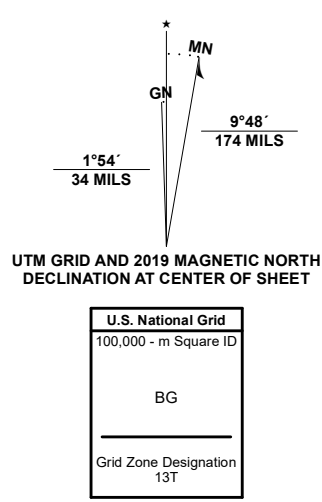 ★
MN
GN
9°48´
174 MILS
1°54´
34 MILS
UTM GRID AND 2019 MAGNETIC NORTH
DECLINATION AT CENTER OF SHEET
U.S. National Grid
100,000 - m Square ID
BG
Grid Zone Designation
13T